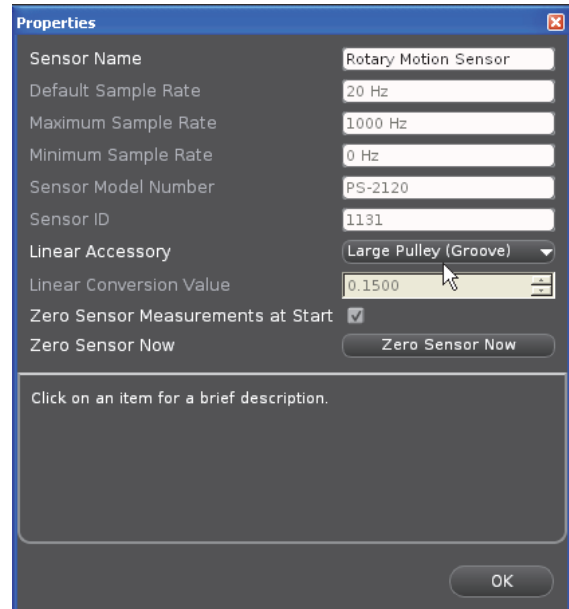 Properties
Sensor Name Rotary Motion Sensor
Default Sample Rate 20 Hz
Maximum Sample Rate 1000 Hz
Minimum Sample Rate 0 Hz
Sensor Model Number PS-2120
Sensor ID 1131
Linear Accessory Large Pulley (Groove)
Linear Conversion Value 0.1500
Zero Sensor Measurements at Start
Zero Sensor Now Zero Sensor Now
Click on an item for a brief description.
OK